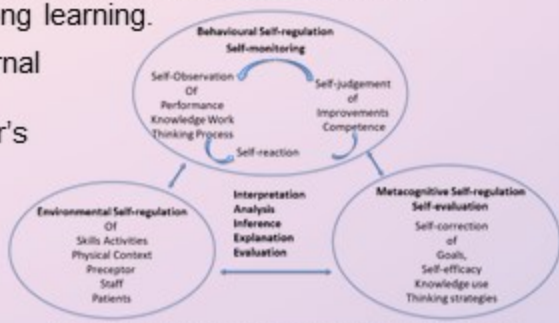 ng learning.
rnal
r's
Behavioural Self-regulation
Self-monitoring
Self-Observation
Of
Performance
Knowledge Work
Thinking Process
Self-judgement
of
Improvements
Competence
Self-reaction
Environmental Self-regulation
Of
Skills Activities
Physical Context
Preceptor
Staff
Patients
Interpretation
Analysis
Inference
Explanation
Evaluation
Metacognitive Self-regulation
Self-evaluation
Self-correction
of
Goals,
Self-efficacy
Knowledge use
Thinking strategies